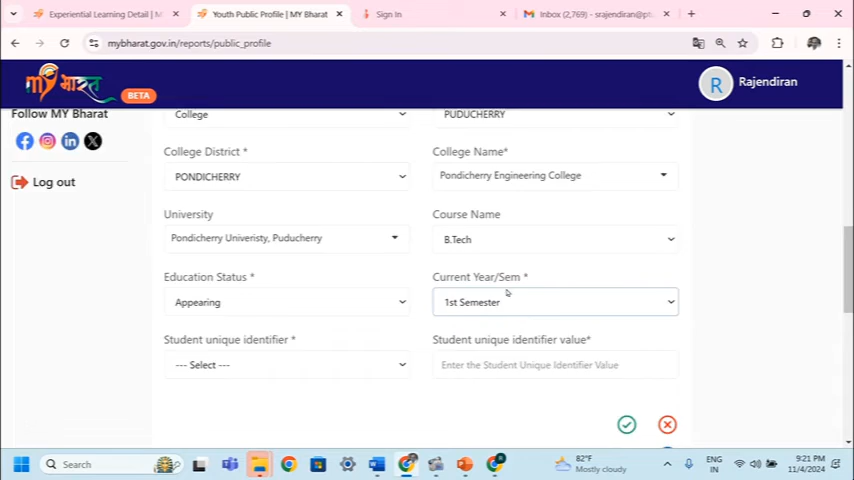 Experiential Learning Detail | M
Youth Public Profile | MY Bharat
Sign In
Inbox (2,769) - srajendiran@pt
mybharat.gov.in/reports/public_profile
my भारत
BETA
R
Rajendiran
Follow MY Bharat
Log out
College
PUDUCHERRY
College District *
College Name*
PONDICHERRY
Pondicherry Engineering College
University
Course Name
Pondicherry Univeristy, Puducherry
B.Tech
Education Status *
Current Year/Sem *
Appearing
1st Semester
Student unique identifier *
Student unique identifier value*
--- Select ---
Enter the Student Unique Identifier Value
Search
82°F
Mostly cloudy
ENG
IN
9:21 PM
11/4/2024